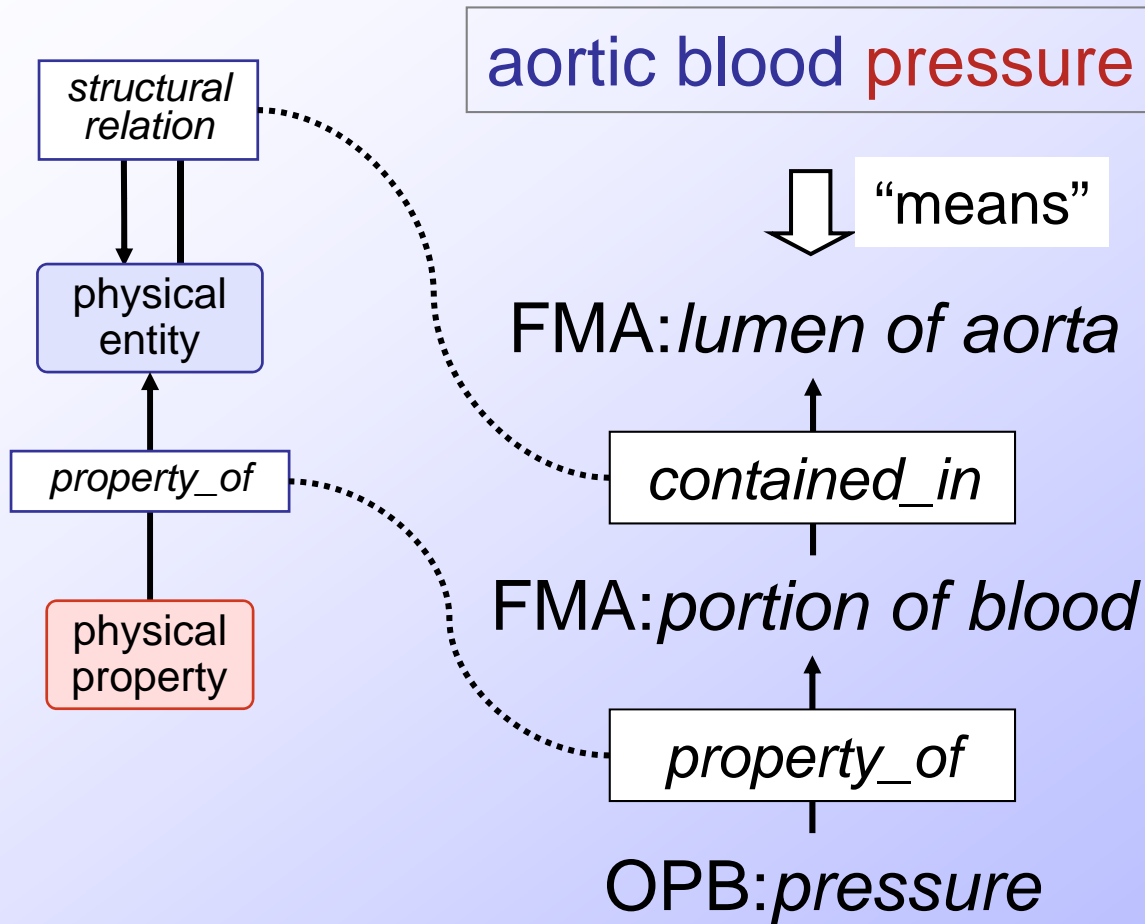 aortic blood pressure
structural
relation
"means"
physical
entity
FMA:lumen of aorta
property_of
contained_in
FMA:portion of blood
physical
property
property_of
OPB:pressure